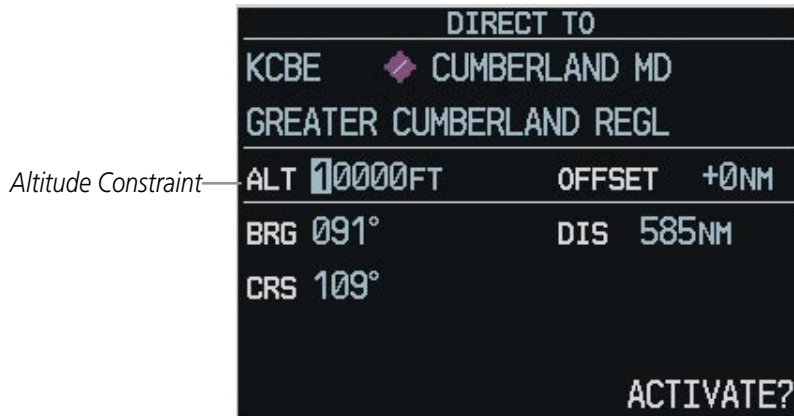 DIRECT TO
KCBE CUMBERLAND MD
GREATER CUMBERLAND REGL
Altitude Constraint
ALT 10000FT OFFSET +0NM
BRG 091° DIS 585NM
CRS 109°
ACTIVATE?